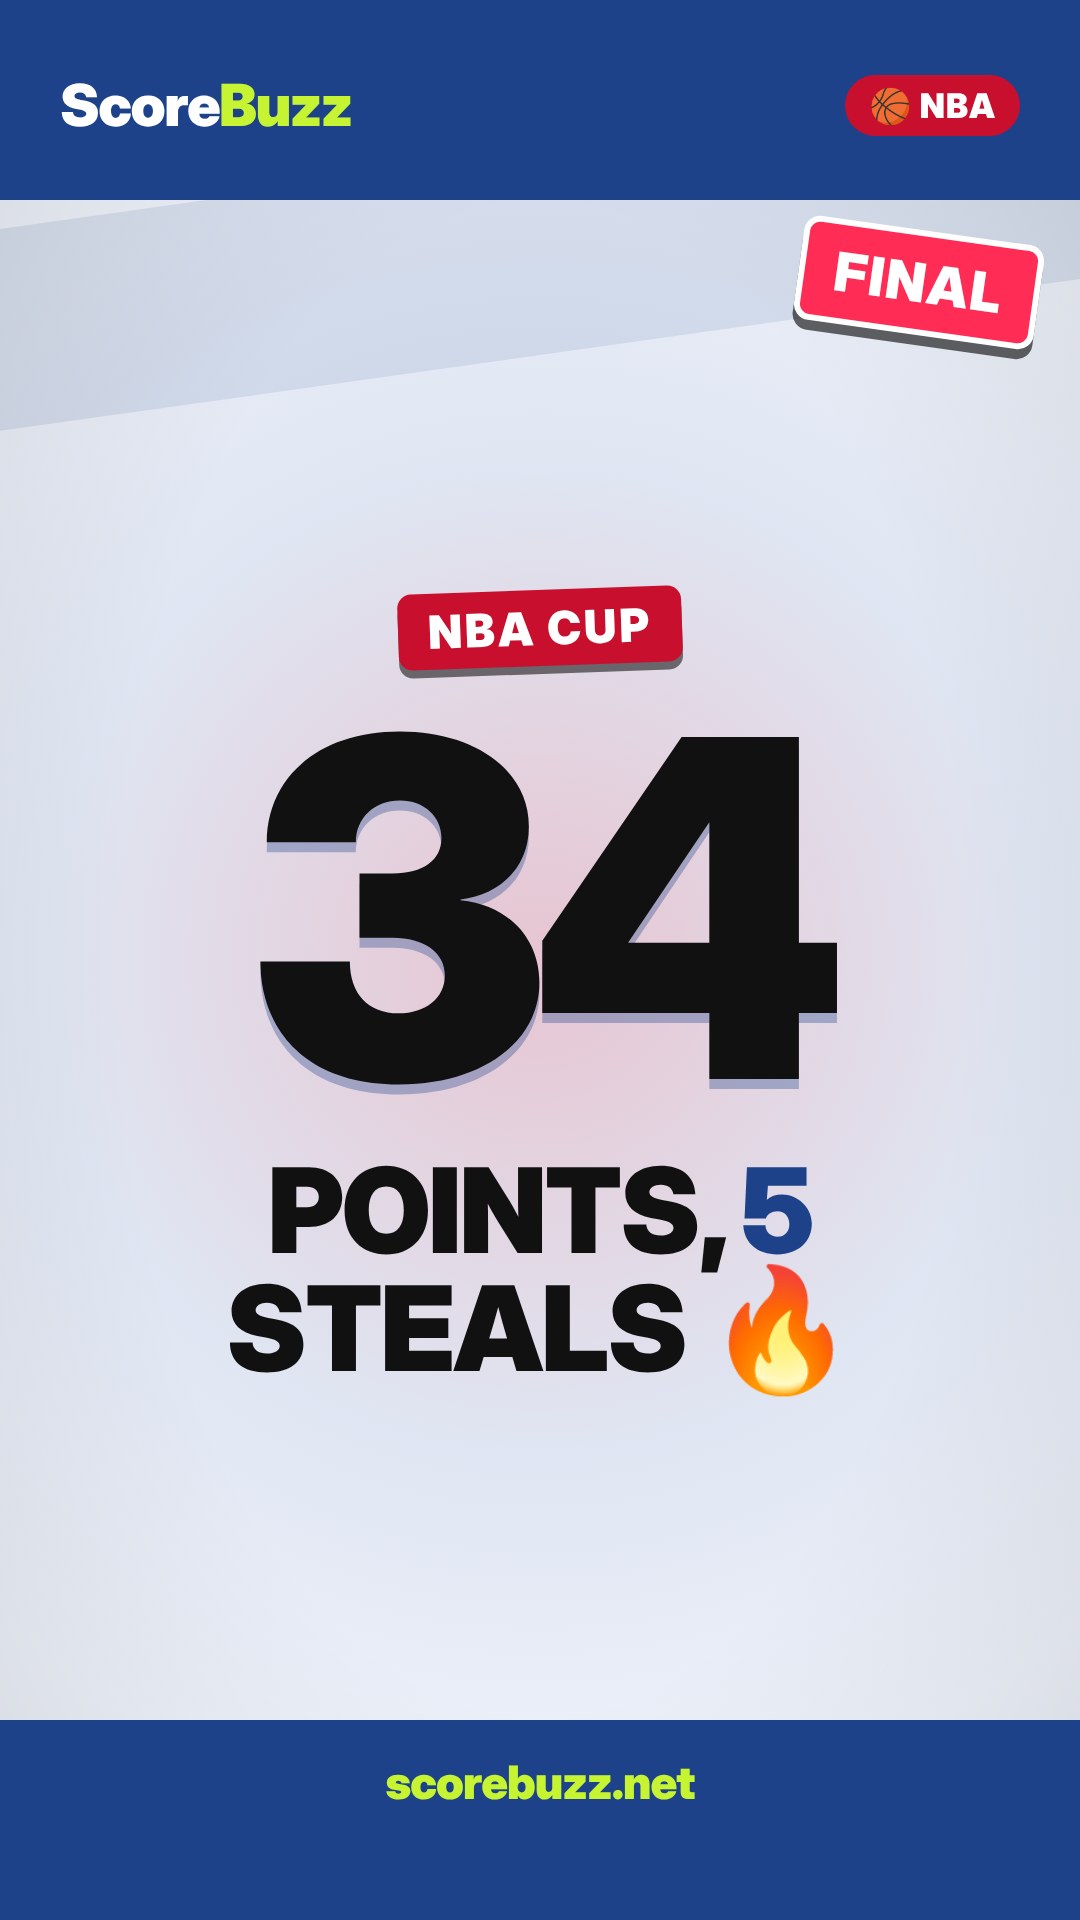 ScoreBuzz
🏀 NBA
FINAL
NBA CUP
34
POINTS, 5
STEALS 🔥
scorebuzz.net